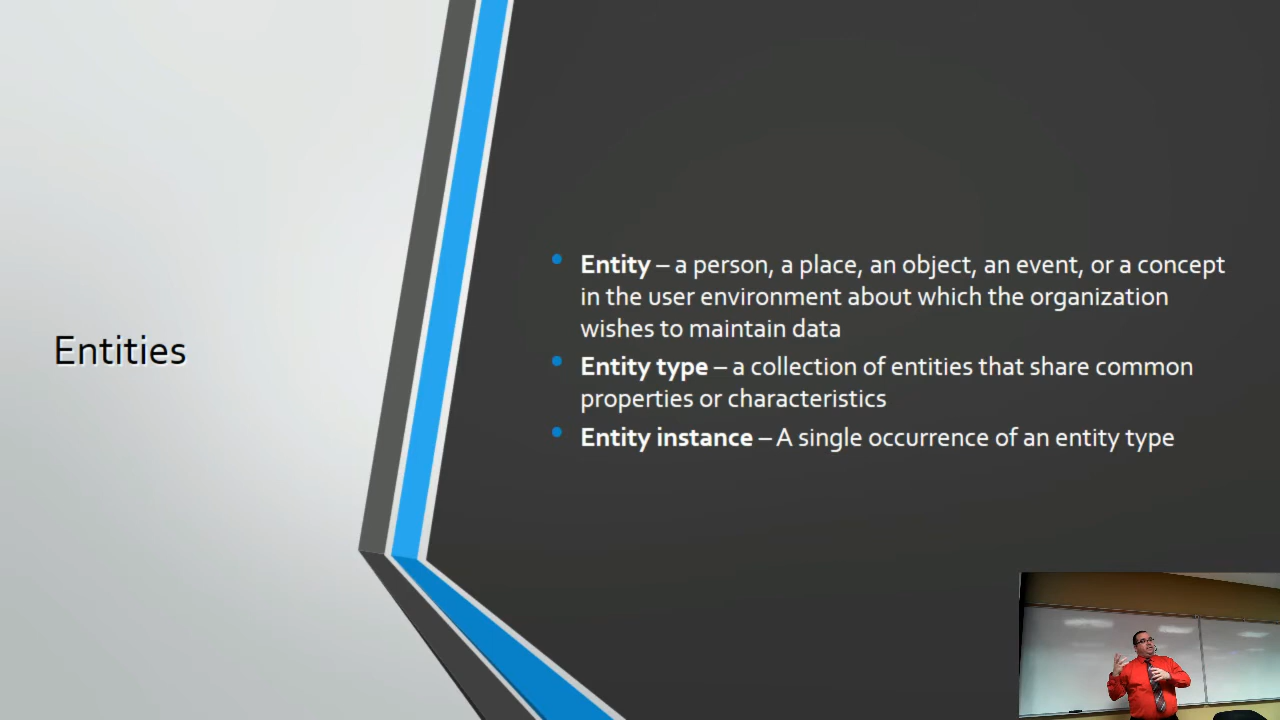 Entities
Entity – a person, a place, an object, an event, or a concept
in the user environment about which the organization
wishes to maintain data
Entity type – a collection of entities that share common
properties or characteristics
Entity instance – A single occurrence of an entity type